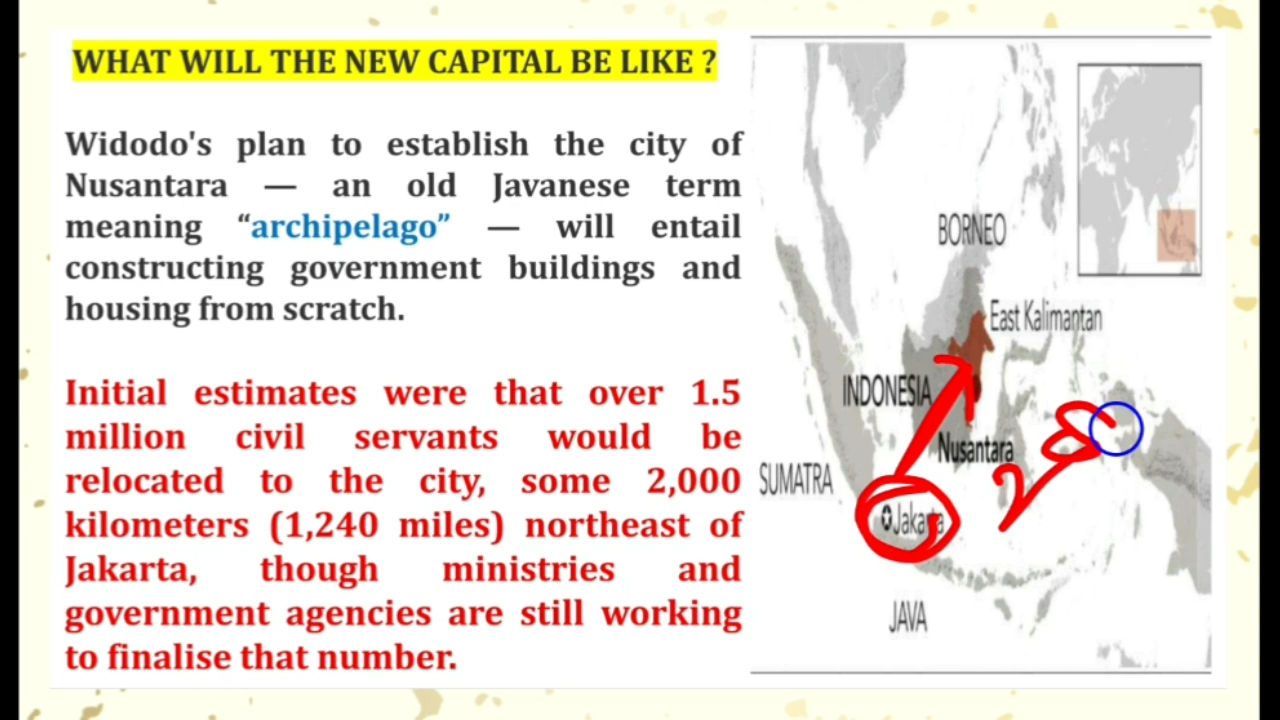 WHAT WILL THE NEW CAPITAL BE LIKE ?
Widodo's plan to establish the city of
Nusantara — an old Javanese term
meaning “archipelago” — will entail
constructing government buildings and
housing from scratch.
Initial estimates were that over 1.5
million civil servants would be
relocated to the city, some 2,000
kilometers (1,240 miles) northeast of
Jakarta, though ministries and
government agencies are still working
to finalise that number.
BORNEO
East Kalimantan
INDONESIA
Nusantara
SUMATRA
Jakarta
JAVA